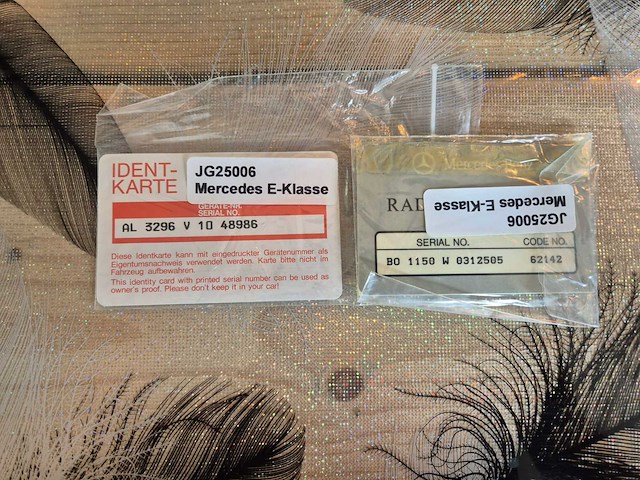 IDENT-
KARTE
JG25006
Mercedes E-Klasse
GERÄTE-NR.
SERIAL NO.
AL 3296 V 10 48986
Diese Identkarte kann mit eingedruckter Gerätenummer als
Eigentumsnachweis verwendet werden. Karte bitte nicht im
Fahrzeug aufbewahren.
This identity card with printed serial number can be used as
owner's proof. Please don't keep it in your car!
Mercedes-Benz
RAD
JG25006
Mercedes E-Klasse
SERIAL NO. CODE NO.
BO 1150 W 0312505 62142